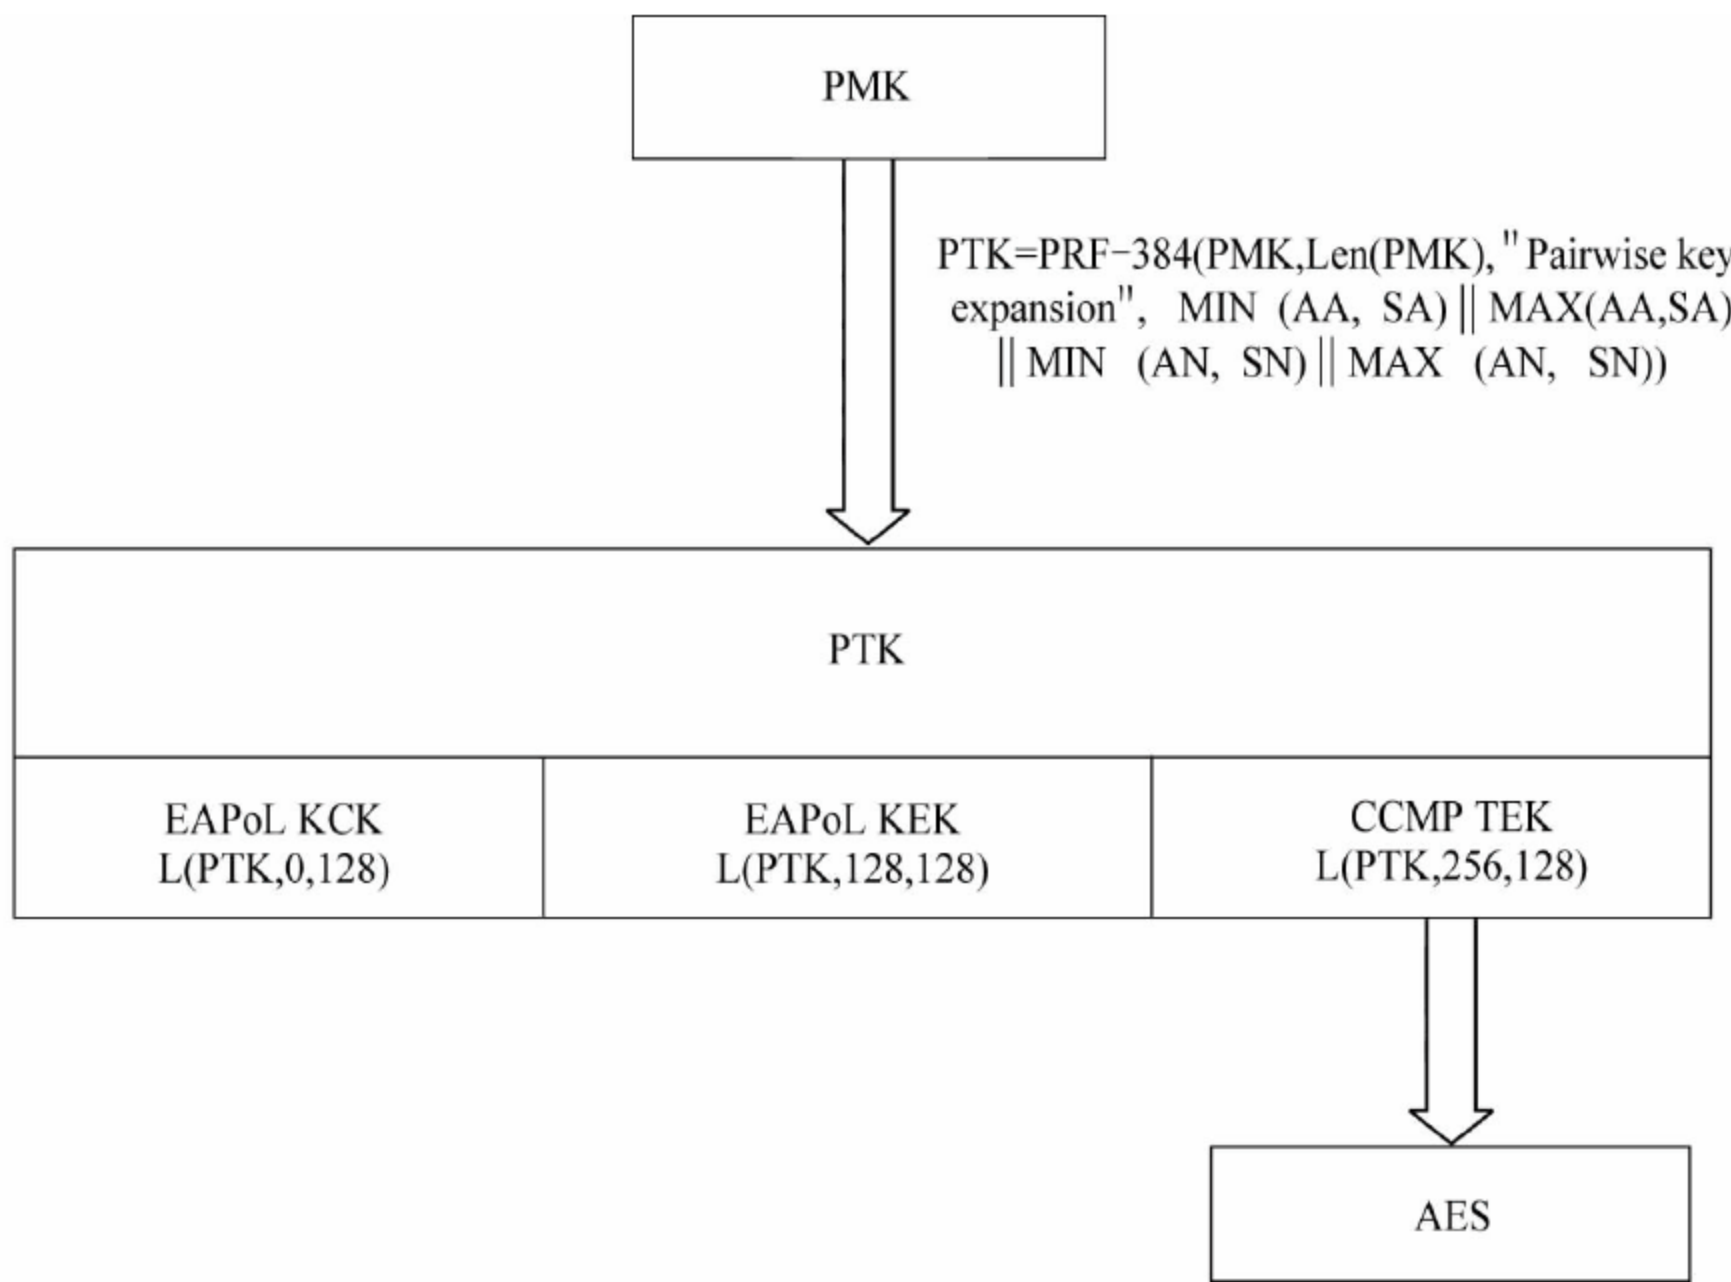 PMK
PTK=PRF-384(PMK,Len(PMK), "Pairwise key
expansion", MIN (AA, SA) || MAX(AA,SA)
|| MIN (AN, SN) || MAX (AN, SN))
PTK
EAPoL KCK
L(PTK,0,128)
EAPoL KEK
L(PTK,128,128)
CCMP TEK
L(PTK,256,128)
AES